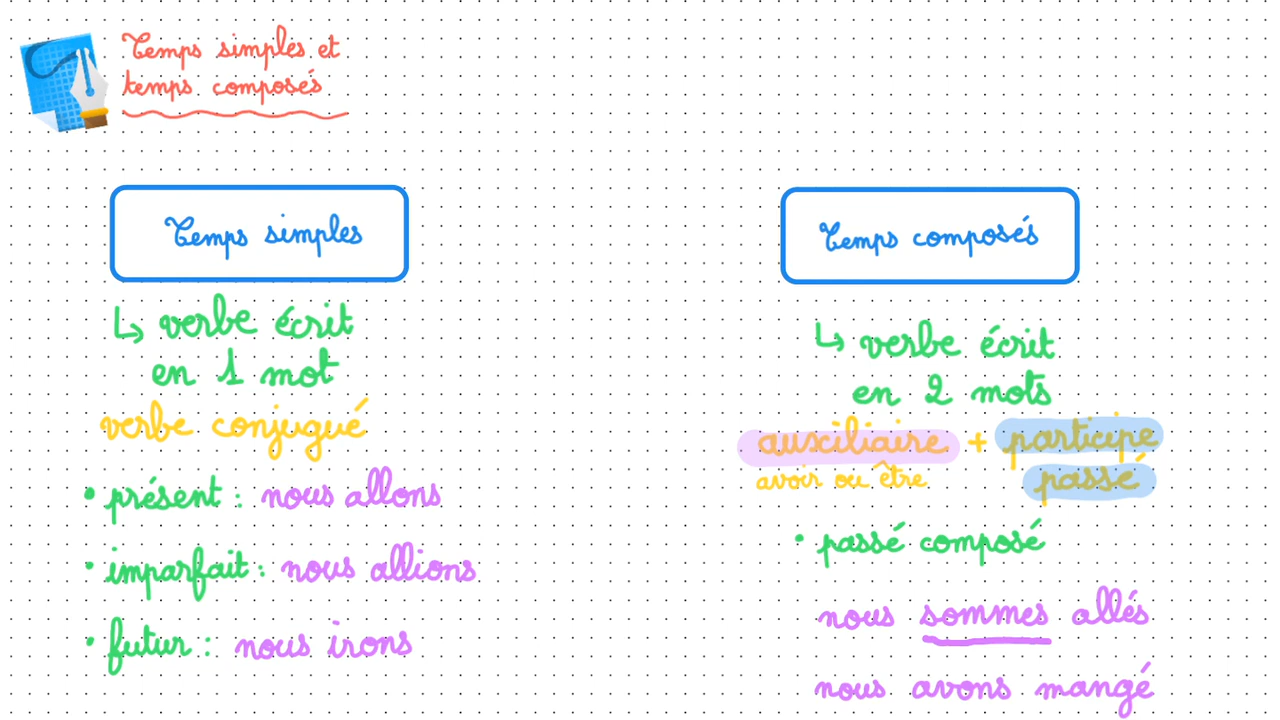 Temps simples et
temps composés
Temps simples
↳ verbe écrit
en 1 mot
verbe conjugué
• présent : nous allons
• imparfait : nous allions
• futur : nous irons
Temps composés
↳ verbe écrit
en 2 mots
auxiliaire + participe
avoir ou être passé
• passé composé
nous sommes allés
nous avons mangé